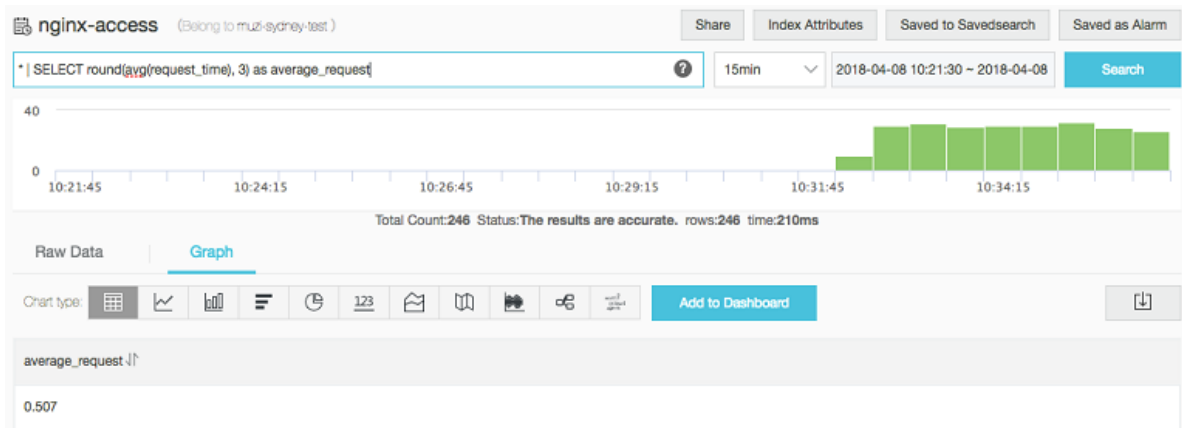 nginx-access (Belong to muzi-sydney-test ) Share Index Attributes Saved to Savedsearch Saved as Alarm
* | SELECT round(avg(request_time), 3) as average_request ? 15min 2018-04-08 10:21:30 ~ 2018-04-08 Search
40
0
10:21:45 10:24:15 10:26:45 10:29:15 10:31:45 10:34:15
Total Count:246 Status:The results are accurate. rows:246 time:210ms
Raw Data Graph
Chart type: 123 Add to Dashboard
average_request
0.507